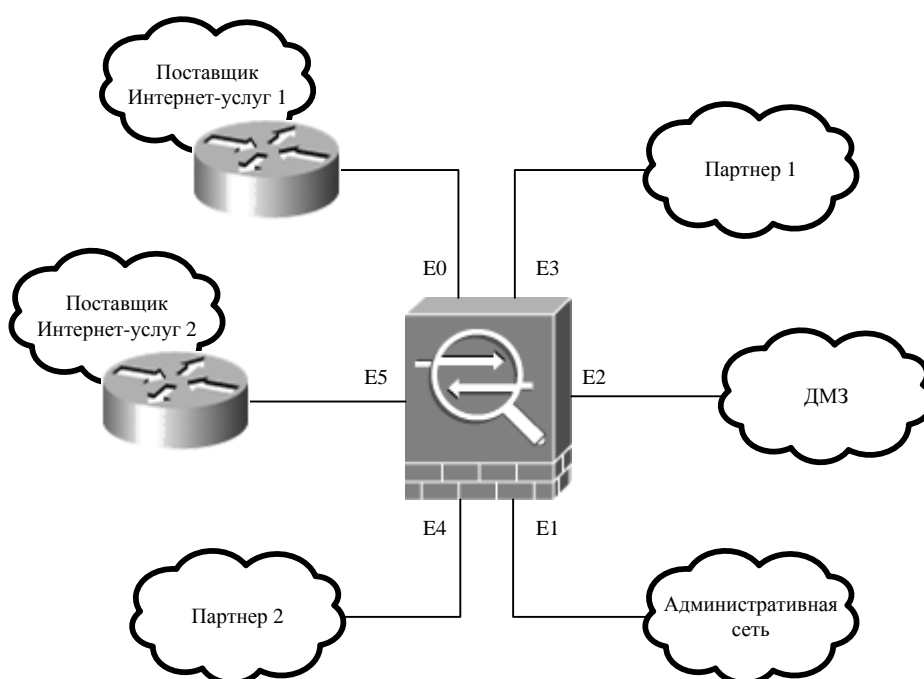 Поставщик
Интернет-услуг 1
Партнер 1
E0
E3
Поставщик
Интернет-услуг 2
E5
E2
ДМЗ
E4
E1
Партнер 2
Административная
сеть